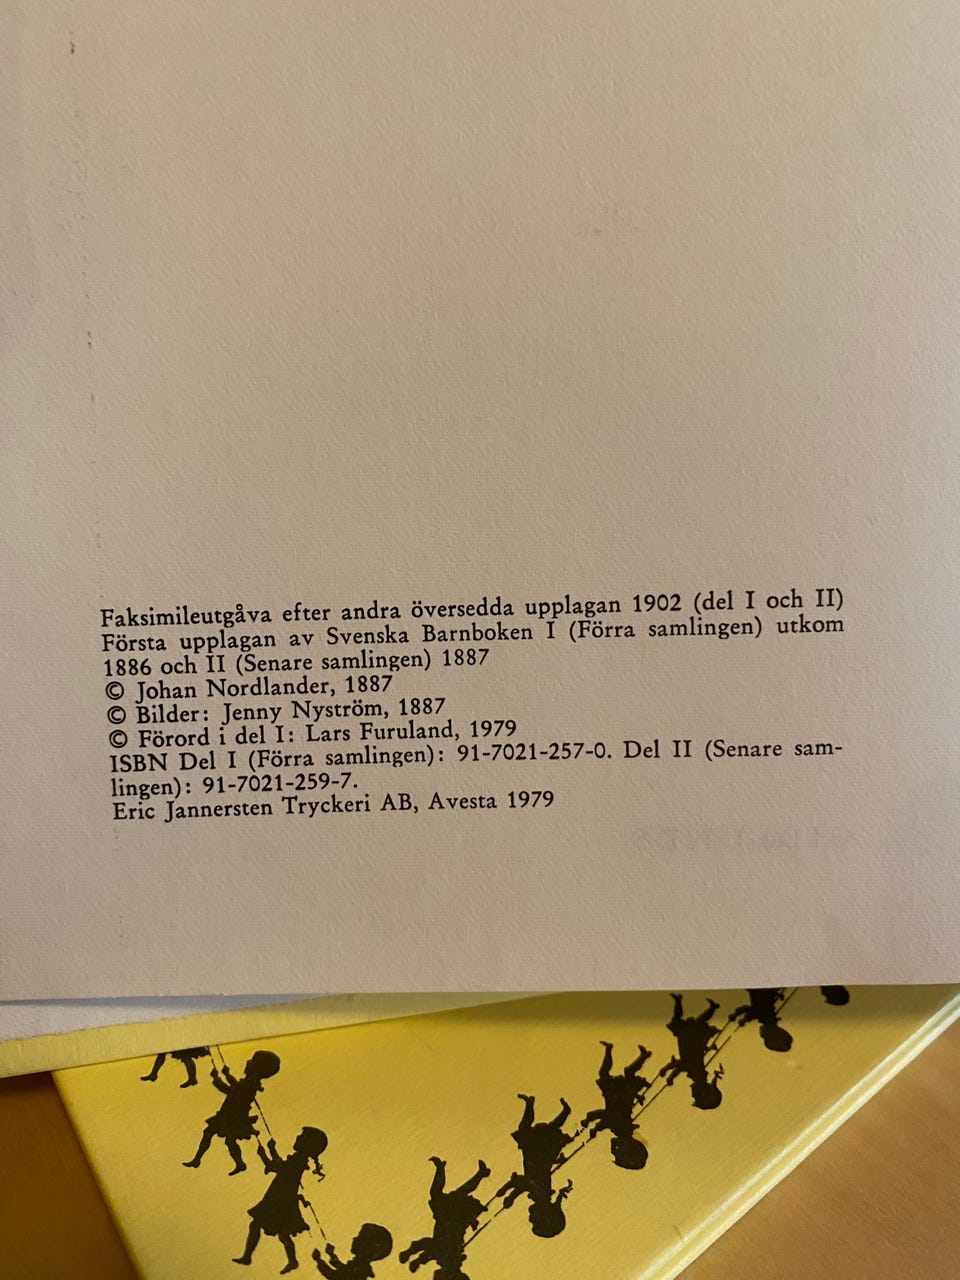 Faksimileutgåva efter andra översedda upplagan 1902 (del I och II)
Första upplagan av Svenska Barnboken I (Förra samlingen) utkom
1886 och II (Senare samlingen) 1887
© Johan Nordlander, 1887
© Bilder: Jenny Nyström, 1887
© Förord i del I: Lars Furuland, 1979
ISBN Del I (Förra samlingen): 91-7021-257-0. Del II (Senare sam-
lingen): 91-7021-259-7.
Eric Jannersten Tryckeri AB, Avesta 1979